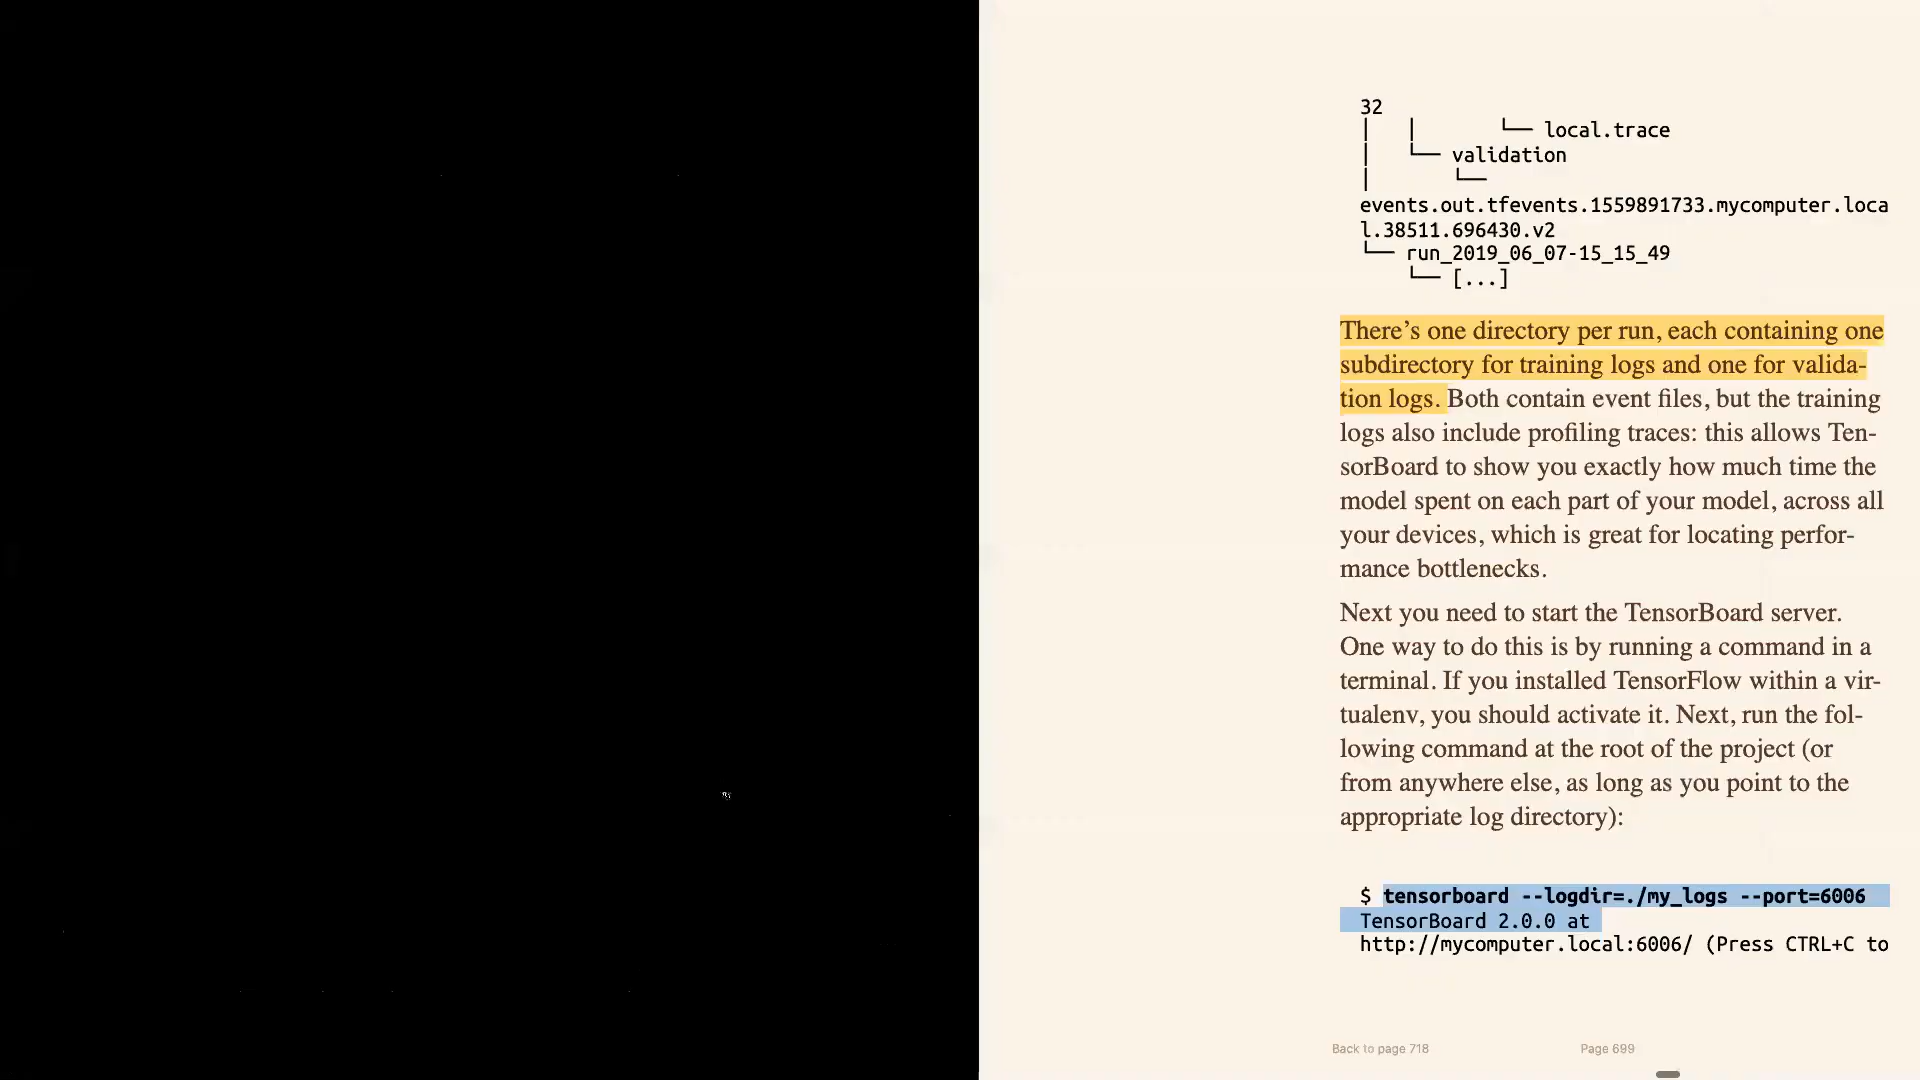 32
│   │       └── local.trace
│   └── validation
│       └──
events.out.tfevents.1559891733.mycomputer.loca
l.38511.696430.v2
└── run_2019_06_07-15_15_49
    └── [...]
There’s one directory per run, each containing one
subdirectory for training logs and one for valida-
tion logs. Both contain event files, but the training
logs also include profiling traces: this allows Ten-
sorBoard to show you exactly how much time the
model spent on each part of your model, across all
your devices, which is great for locating perfor-
mance bottlenecks.
Next you need to start the TensorBoard server.
One way to do this is by running a command in a
terminal. If you installed TensorFlow within a vir-
tualenv, you should activate it. Next, run the fol-
lowing command at the root of the project (or
from anywhere else, as long as you point to the
appropriate log directory):
$ tensorboard --logdir=./my_logs --port=6006
TensorBoard 2.0.0 at
http://mycomputer.local:6006/ (Press CTRL+C to
Back to page 718
Page 699